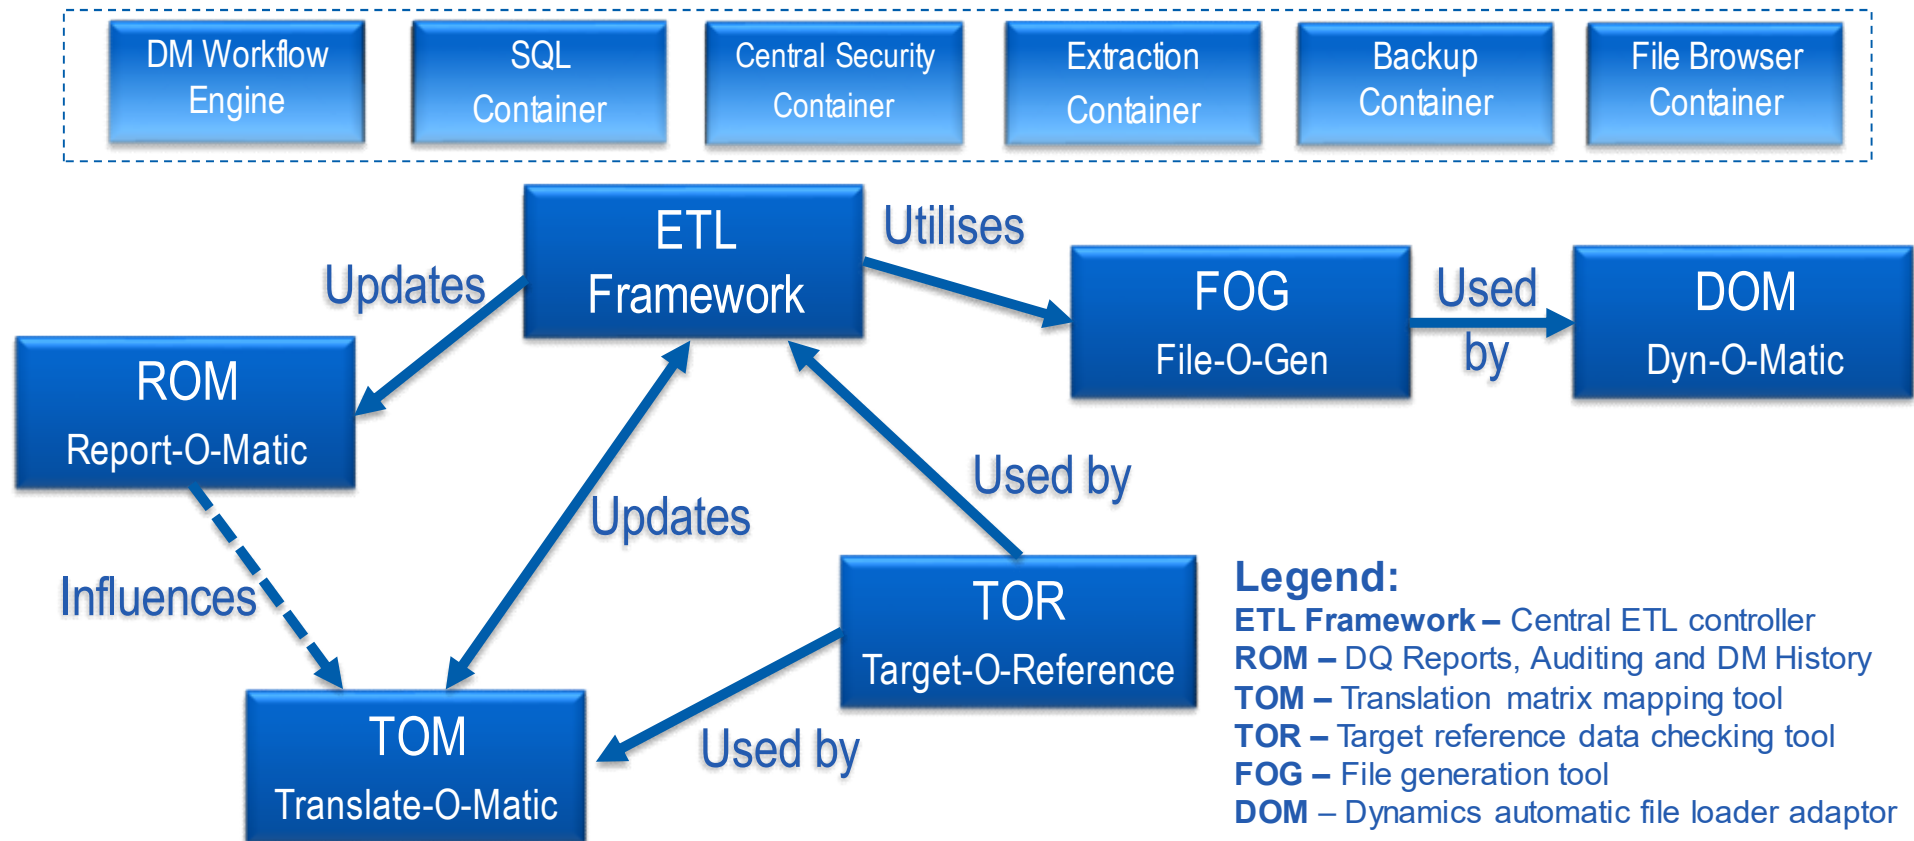 DM Workflow
Engine
SQL
Container
Central Security
Container
Extraction
Container
Backup
Container
File Browser
Container
ETL
Framework
Utilises
Updates
FOG
File-O-Gen
Used
by
DOM
Dyn-O-Matic
ROM
Report-O-Matic
Used by
Updates
Influences
TOR
Target-O-Reference
TOM
Translate-O-Matic
Used by
Legend:
ETL Framework – Central ETL controller
ROM – DQ Reports, Auditing and DM History
TOM – Translation matrix mapping tool
TOR – Target reference data checking tool
FOG – File generation tool
DOM – Dynamics automatic file loader adaptor